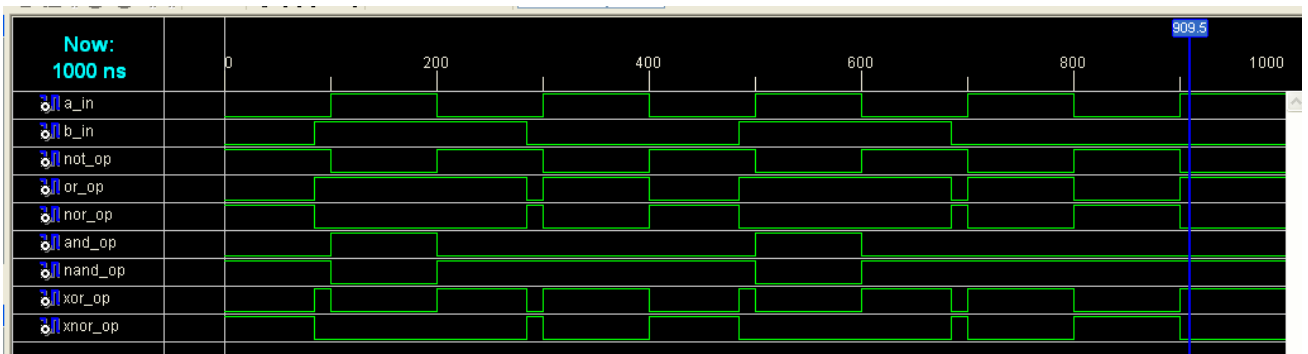 909.5
Now:
1000 ns
0 200 400 600 800 1000
a_in
b_in
not_op
or_op
nor_op
and_op
nand_op
xor_op
xnor_op